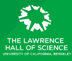 THE LAWRENCE
HALL OF SCIENCE
UNIVERSITY OF CALIFORNIA, BERKELEY